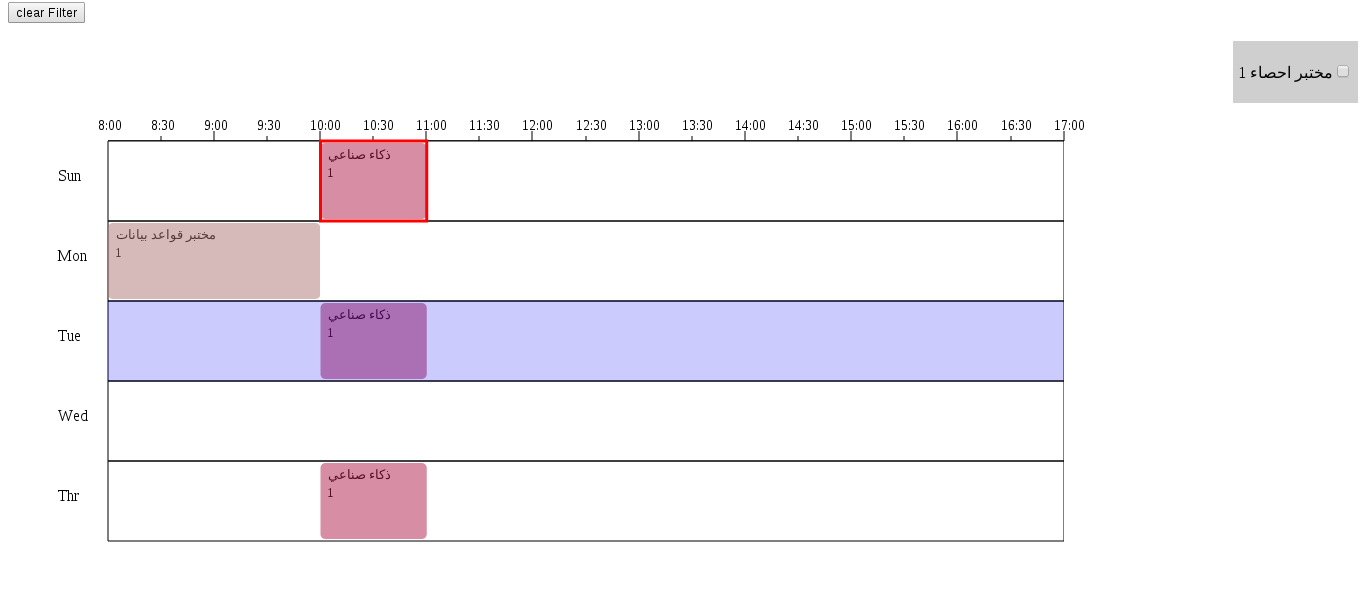 clear Filter
مختبر احصاء 1
8:00 8:30 9:00 9:30 10:00 10:30 11:00 11:30 12:00 12:30 13:00 13:30 14:00 14:30 15:00 15:30 16:00 16:30 17:00
Sun
ذكاء صناعي
1
Mon
مختبر قواعد بيانات
1
Tue
ذكاء صناعي
1
Wed
Thr
ذكاء صناعي
1